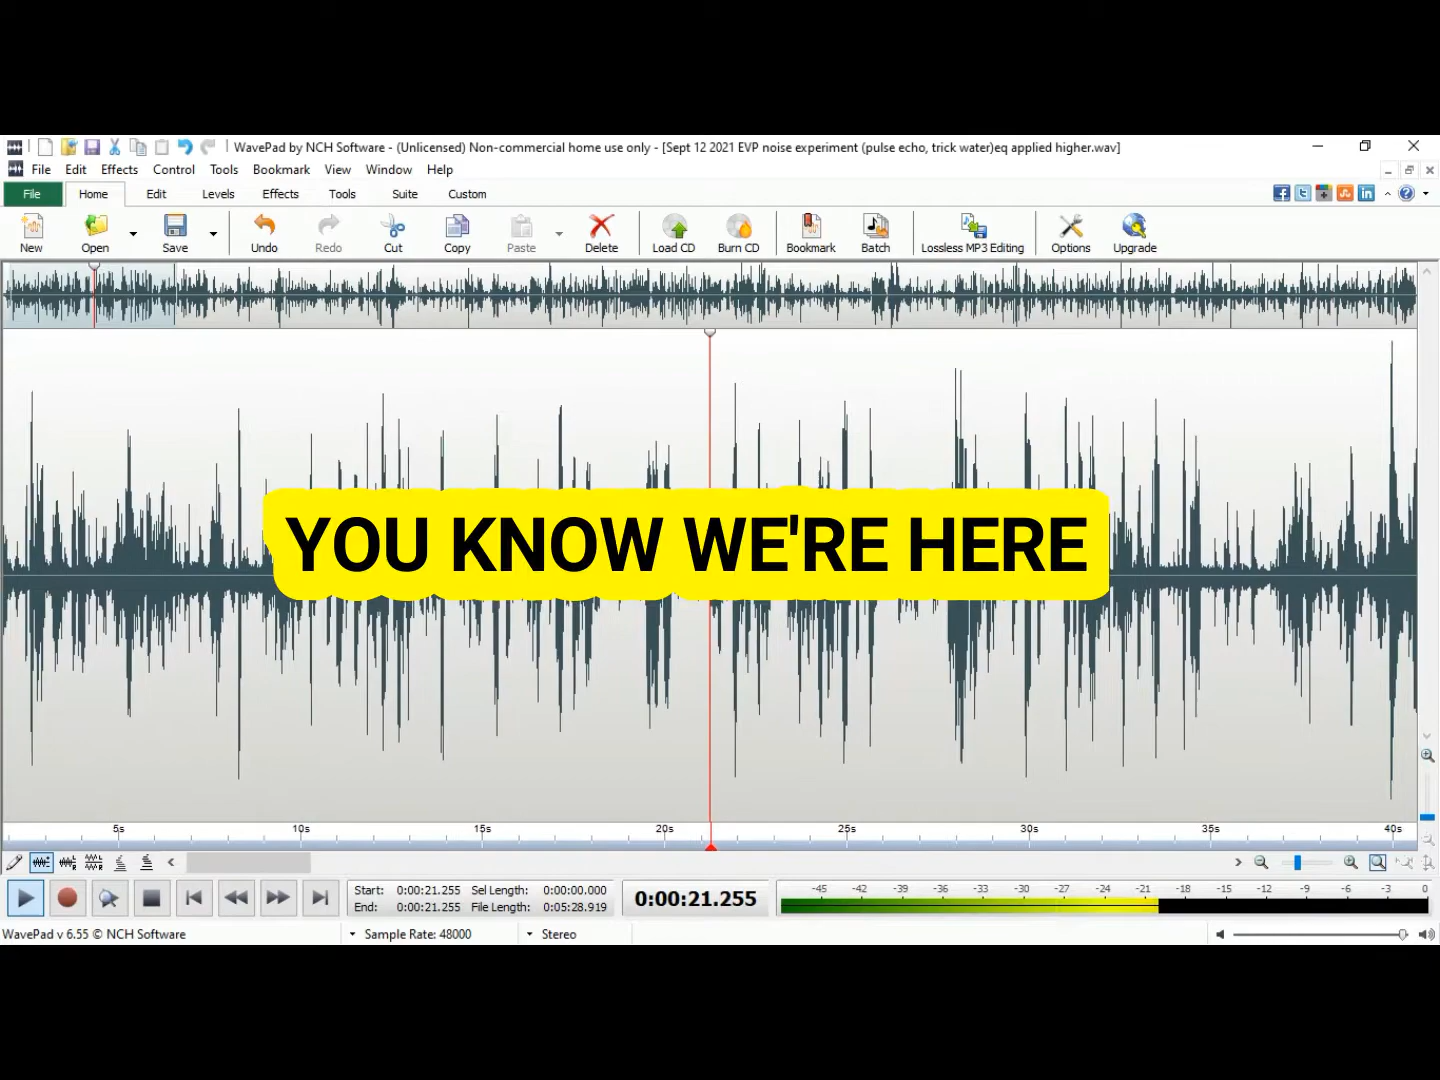 WavePad by NCH Software - (Unlicensed) Non-commercial home use only - [Sept 12 2021 EVP noise experiment (pulse echo, trick water)eq applied higher.wav]
File Edit Effects Control Tools Bookmark View Window Help
File Home Edit Levels Effects Tools Suite Custom
New Open Save Undo Redo Cut Copy Paste Delete Load CD Burn CD Bookmark Batch Lossless MP3 Editing Options Upgrade
YOU KNOW WE'RE HERE
5s 10s 15s 20s 25s 30s 35s 40s
Start: 0:00:21.255 Sel Length: 0:00:00.000
End: 0:00:21.255 File Length: 0:05:28.919
0:00:21.255
-45 -42 -39 -36 -33 -30 -27 -24 -21 -18 -15 -12 -9 -6 -3 0
WavePad v 6.55 © NCH Software Sample Rate: 48000 Stereo